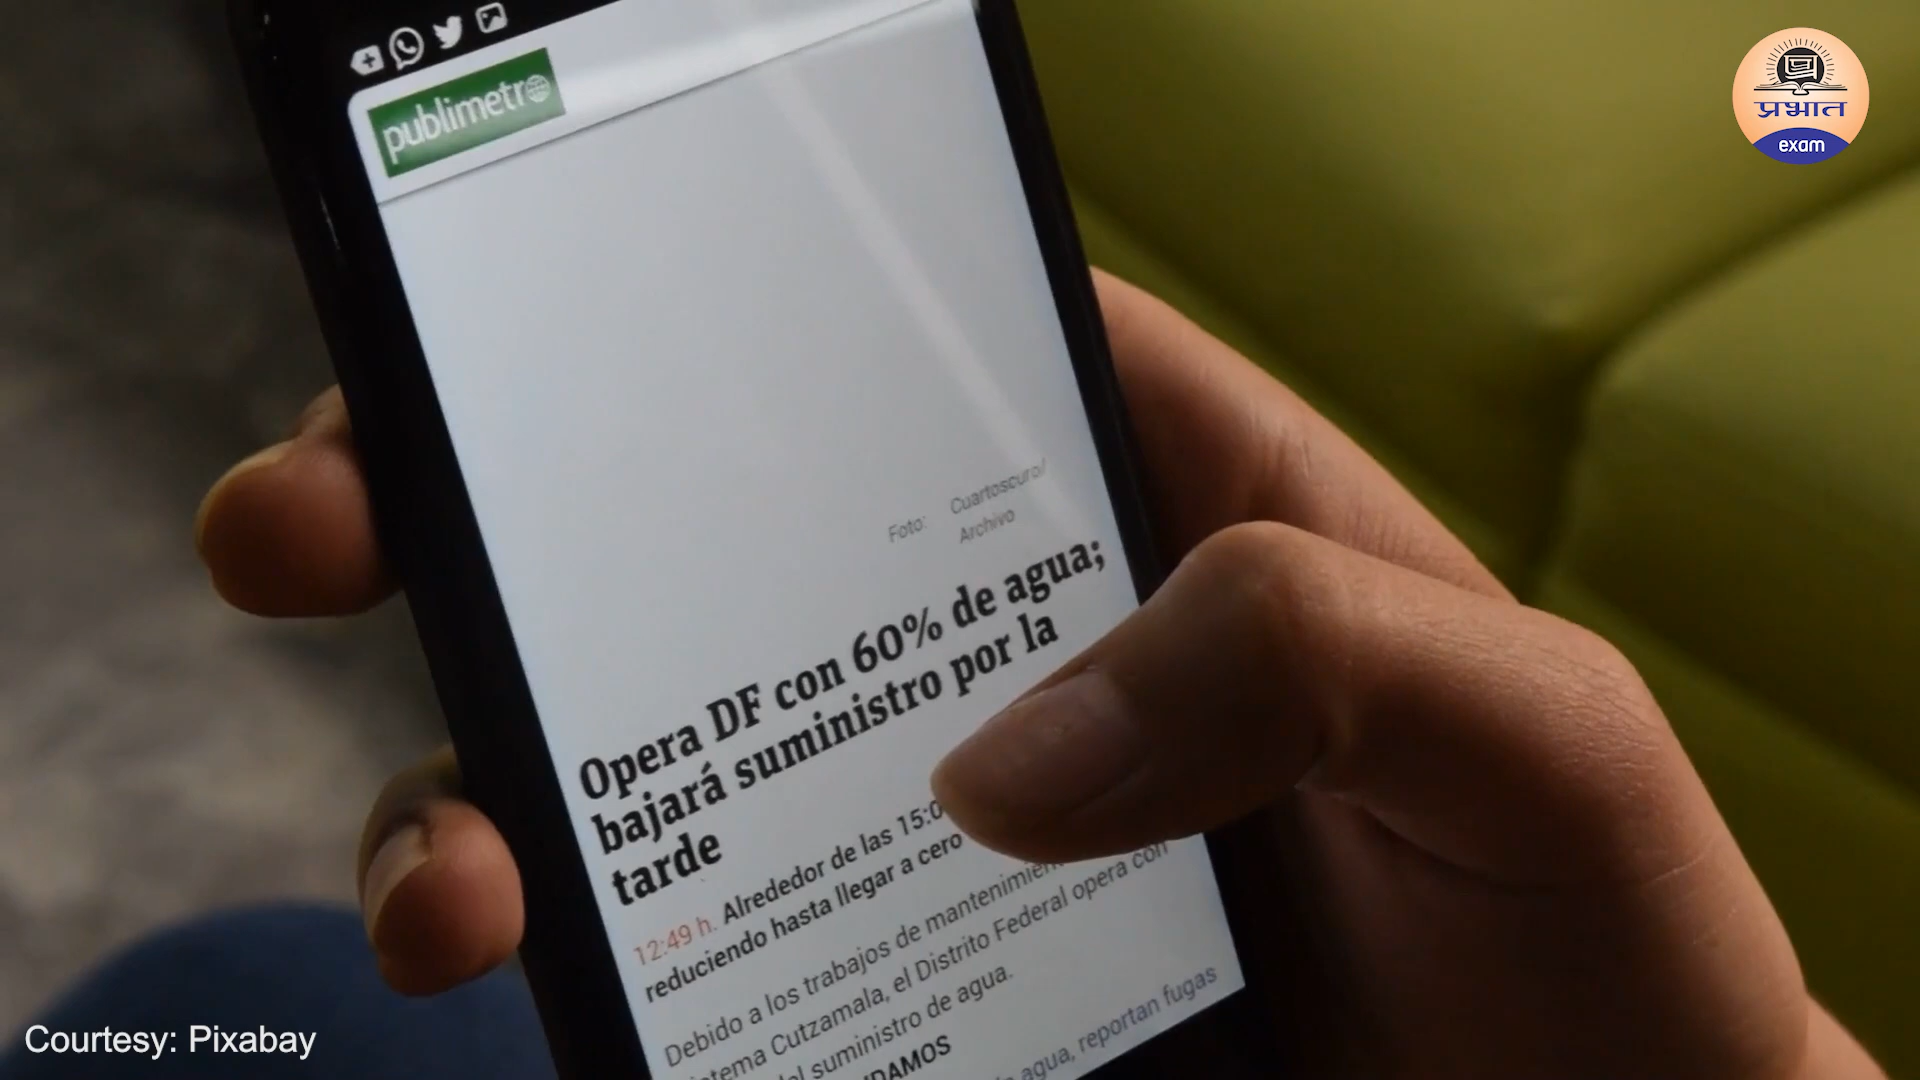 publimetro
प्रभात
exam
Foto: Cuartoscuro/
Archivo
Opera DF con 60% de agua;
bajará suministro por la
tarde
12:49 h. Alrededor de las 15:0
reduciendo hasta llegar a cero
Debido a los trabajos de mantenimien
stema Cutzamala, el Distrito Federal opera con
del suministro de agua.
DAMOS
agua, reportan fugas
Courtesy: Pixabay